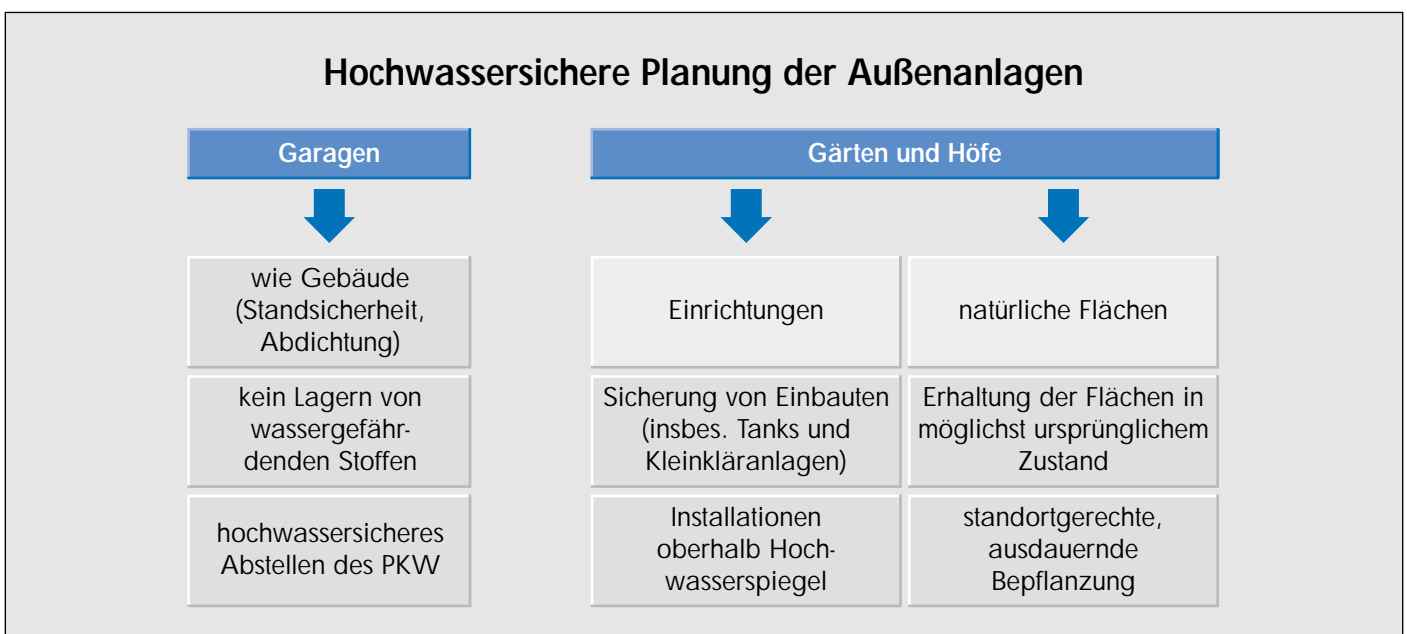 Hochwassersichere Planung der Außenanlagen
Garagen
wie Gebäude
(Standsicherheit,
Abdichtung)
kein Lagern von
wassergefähr-
denden Stoffen
hochwassersicheres
Abstellen des PKW
Gärten und Höfe
Einrichtungen
Sicherung von Einbauten
(insbes. Tanks und
Kleinkläranlagen)
Installationen
oberhalb Hoch-
wasserspiegel
natürliche Flächen
Erhaltung der Flächen in
möglichst ursprünglichem
Zustand
standortgerechte,
ausdauernde
Bepflanzung